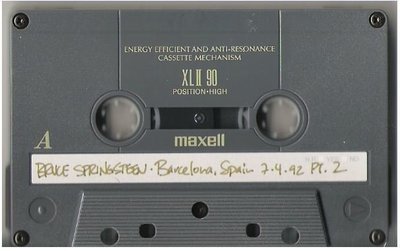 ENERGY EFFICIENT AND ANTI-RESONANCE
CASSETTE MECHANISM
XLII 90
POSITION•HIGH
A
maxell
BRUCE SPRINGSTEEN • Barcelona, Spain 7.4.92 PT. 2